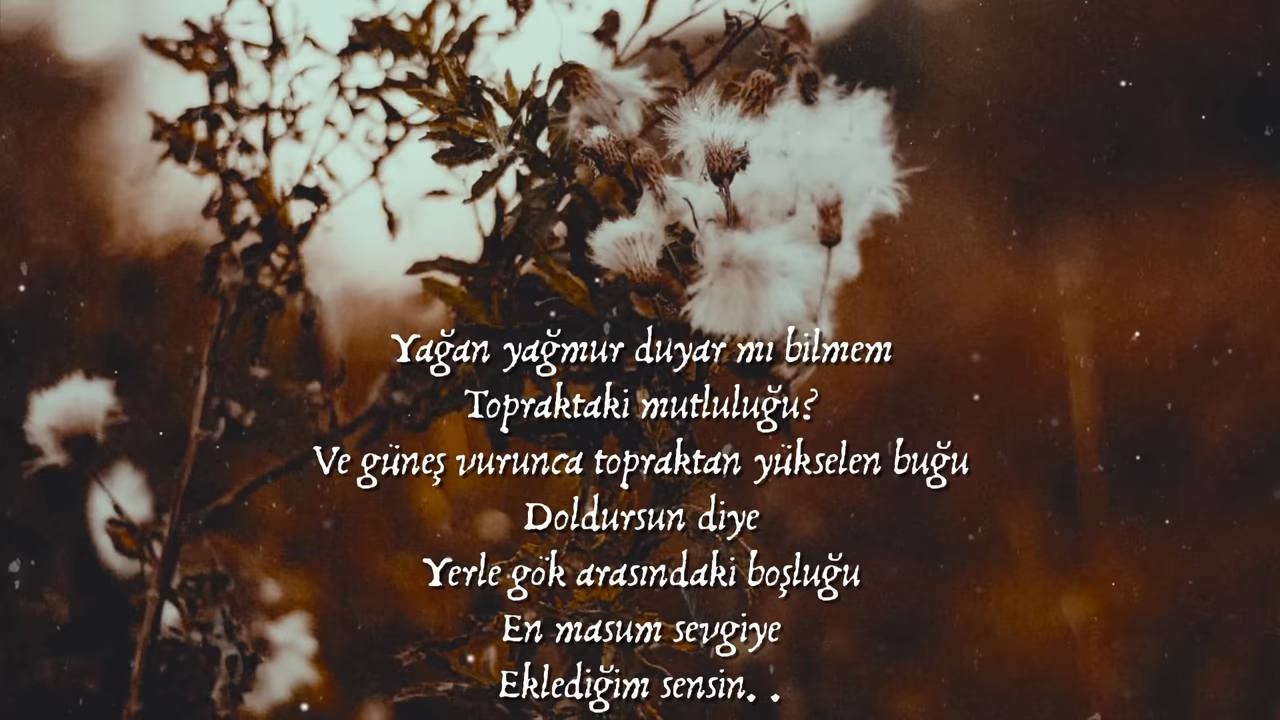 Yağan yağmur duyar mı bilmem
Topraktaki mutluluğu?
Ve güneş vurunca topraktan yükselen buğu
Doldursun diye
Yerle gök arasındaki boşluğu
En masum sevgiye
Eklediğim sensin. .